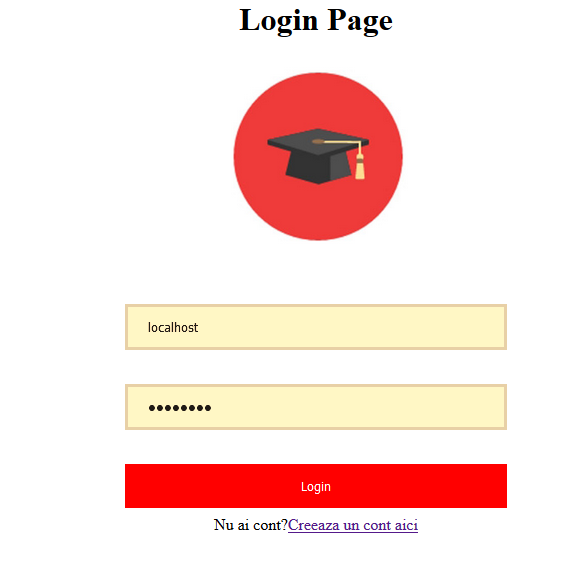 Login Page
localhost
••••••••
Login
Nu ai cont?Creeaza un cont aici